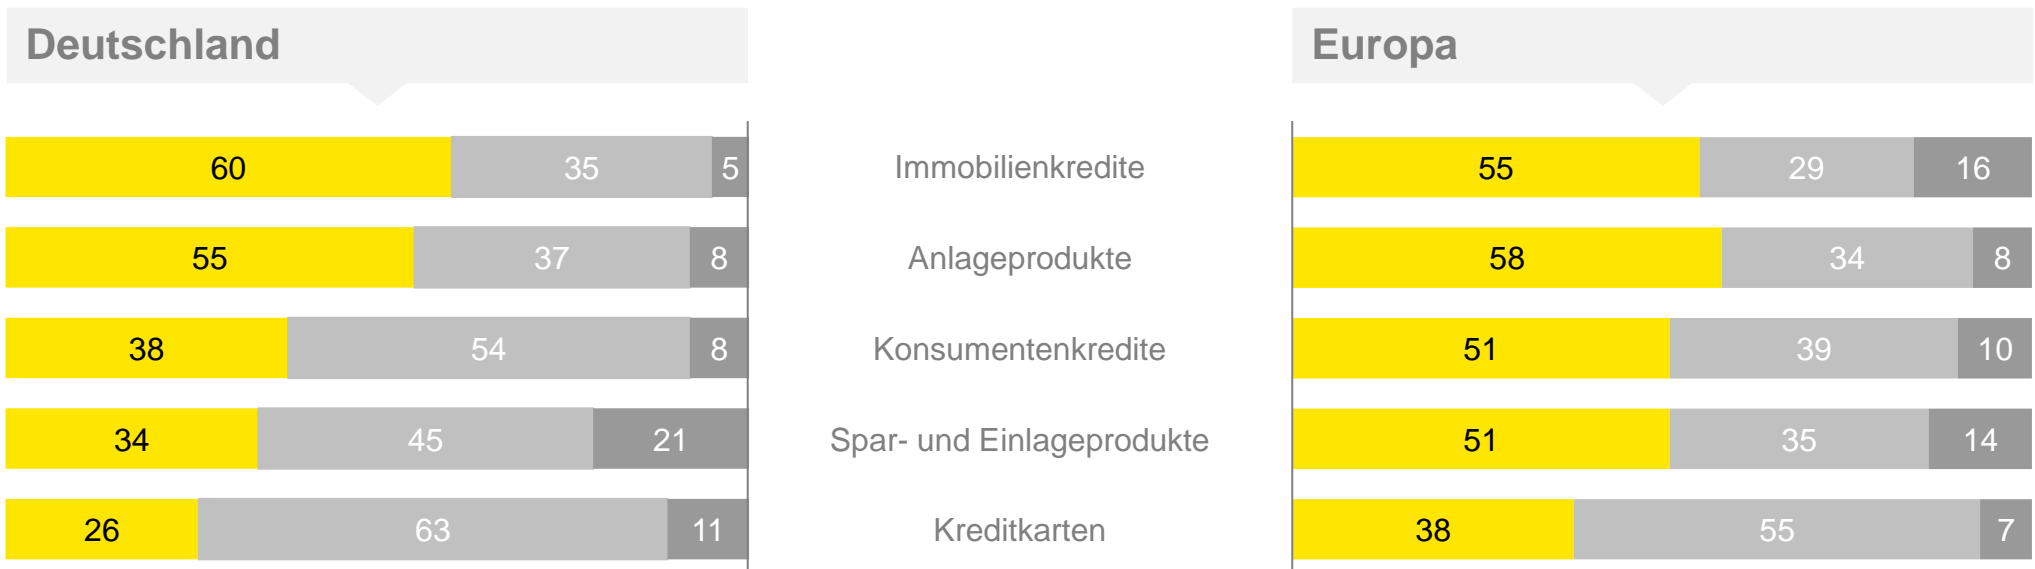 Deutschland Europa
60 35 5 Immobilienkredite 55 29 16
55 37 8 Anlageprodukte 58 34 8
38 54 8 Konsumentenkredite 51 39 10
34 45 21 Spar- und Einlageprodukte 51 35 14
26 63 11 Kreditkarten 38 55 7